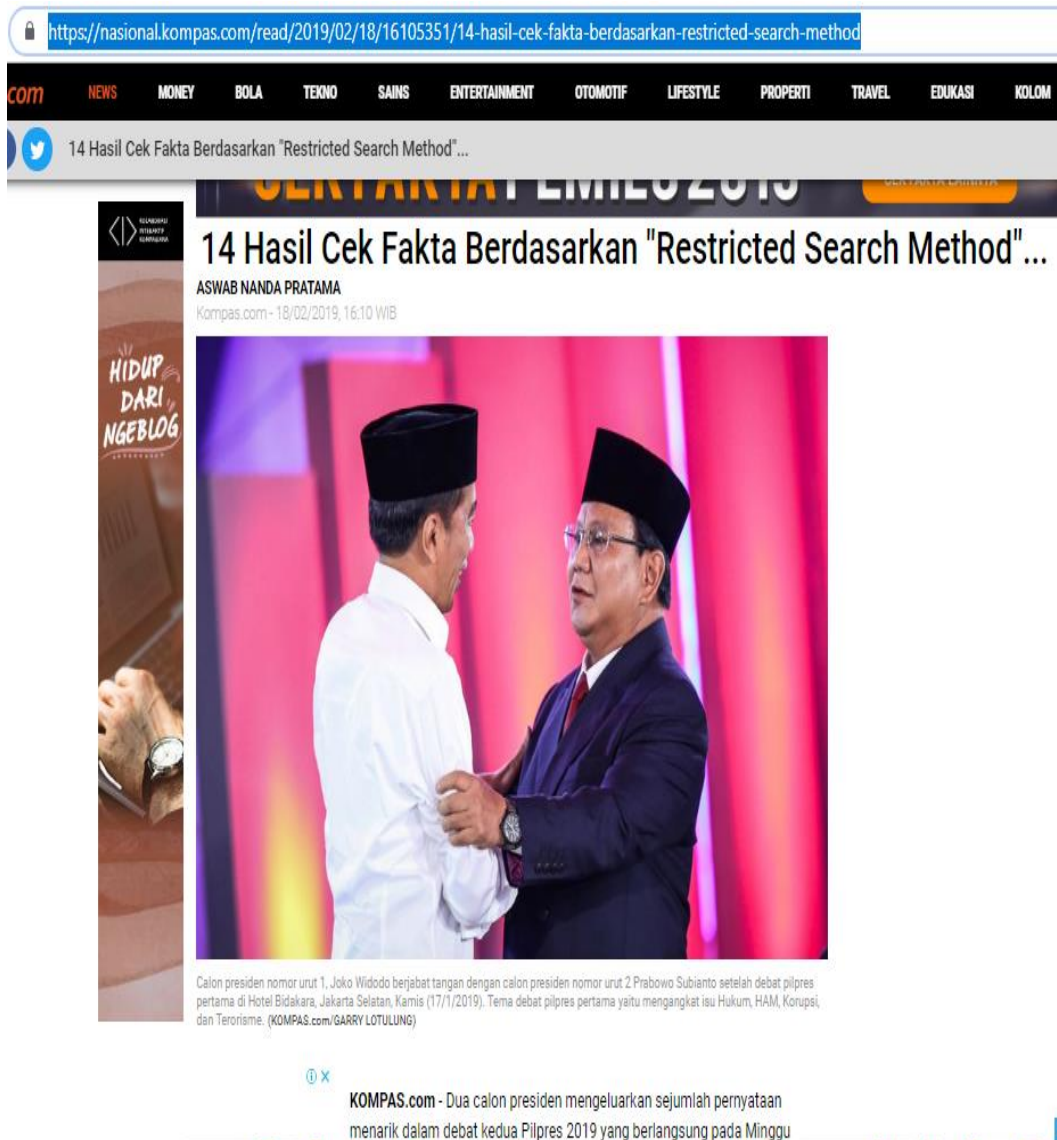 https://nasional.kompas.com/read/2019/02/18/16105351/14-hasil-cek-fakta-berdasarkan-restricted-search-method
com NEWS MONEY BOLA TEKNO SAINS ENTERTAINMENT OTOMOTIF LIFESTYLE PROPERTI TRAVEL EDUKASI KOLOM
14 Hasil Cek Fakta Berdasarkan "Restricted Search Method"...
14 Hasil Cek Fakta Berdasarkan "Restricted Search Method"...
ASWAB NANDA PRATAMA
Kompas.com - 18/02/2019, 16:10 WIB
HIDUP
DARI
NGEBLOG
Calon presiden nomor urut 1, Joko Widodo berjabat tangan dengan calon presiden nomor urut 2 Prabowo Subianto setelah debat pilpres
pertama di Hotel Bidakara, Jakarta Selatan, Kamis (17/1/2019). Tema debat pilpres pertama yaitu mengangkat isu Hukum, HAM, Korupsi,
dan Terorisme. (KOMPAS.com/GARRY LOTULUNG)
KOMPAS.com - Dua calon presiden mengeluarkan sejumlah pernyataan
menarik dalam debat kedua Pilpres 2019 yang berlangsung pada Minggu